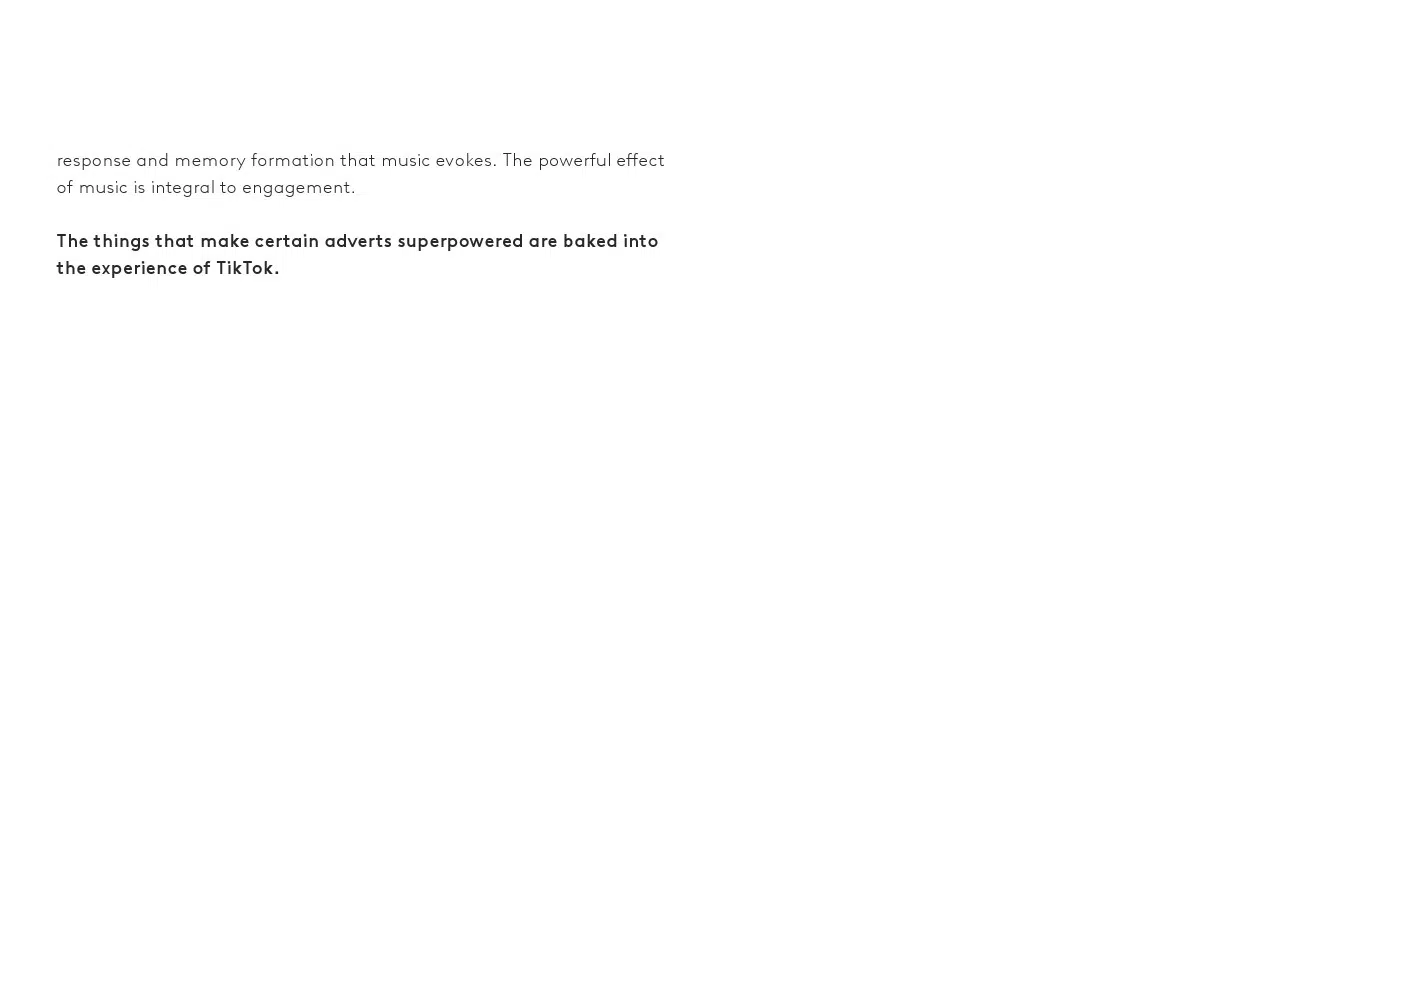 response and memory formation that music evokes. The powerful effect
of music is integral to engagement.
The things that make certain adverts superpowered are baked into
the experience of TikTok.